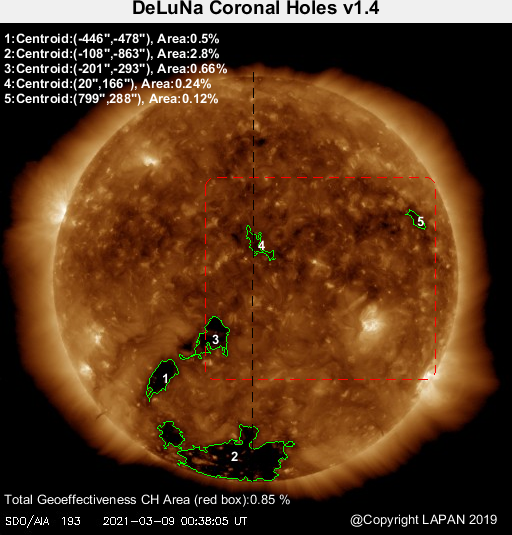 DeLuNa Coronal Holes v1.4
1:Centroid:(-446",-478"), Area:0.5%
2:Centroid:(-108",-863"), Area:2.8%
3:Centroid:(-201",-293"), Area:0.66%
4:Centroid:(20",166"), Area:0.24%
5:Centroid:(799",288"), Area:0.12%
5
4
3
1
2
Total Geoeffectiveness CH Area (red box):0.85 %
SDO/AIA 193 2021-03-09 00:38:05 UT
@Copyright LAPAN 2019